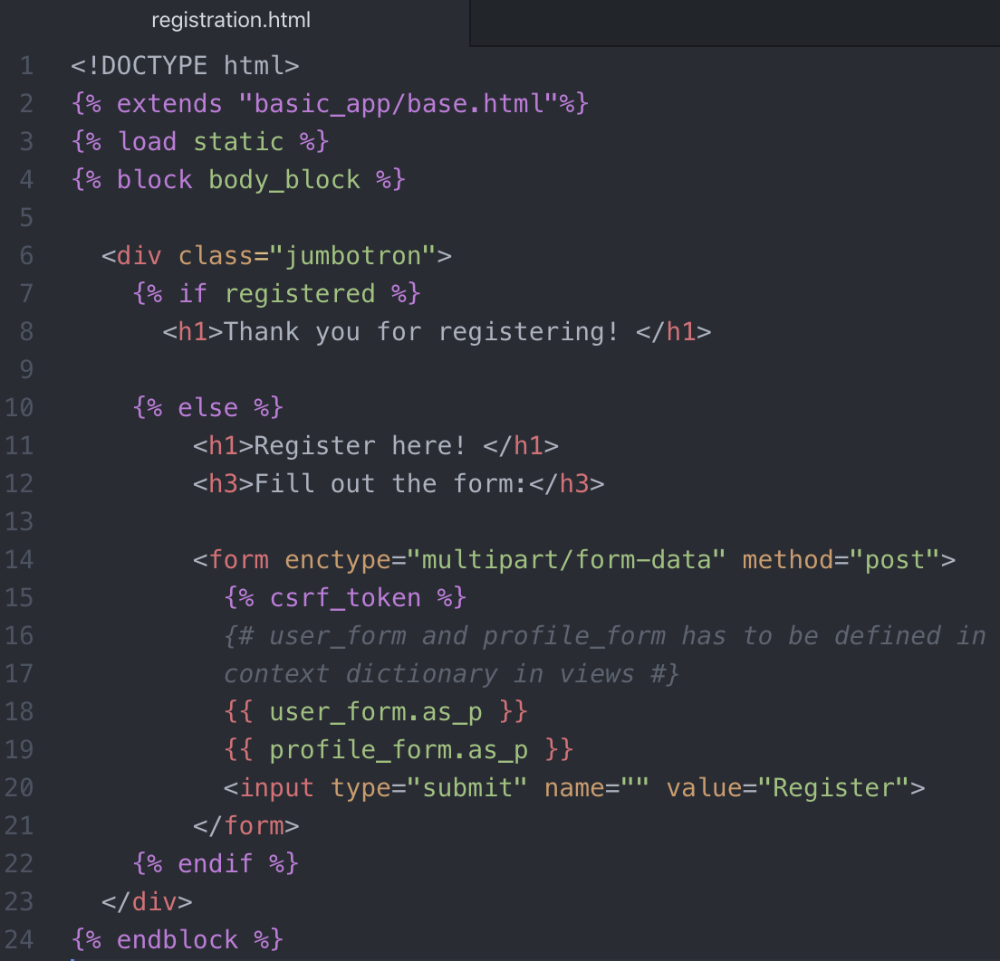 registration.html
1 <!DOCTYPE html>
2 {% extends "basic_app/base.html"%}
3 {% load static %}
4 {% block body_block %}
5
6 <div class="jumbotron">
7 {% if registered %}
8 <h1>Thank you for registering! </h1>
9
10 {% else %}
11 <h1>Register here! </h1>
12 <h3>Fill out the form:</h3>
13
14 <form enctype="multipart/form-data" method="post">
15 {% csrf_token %}
16 {# user_form and profile_form has to be defined in
17 context dictionary in views #}
18 {{ user_form.as_p }}
19 {{ profile_form.as_p }}
20 <input type="submit" name="" value="Register">
21 </form>
22 {% endif %}
23 </div>
24 {% endblock %}